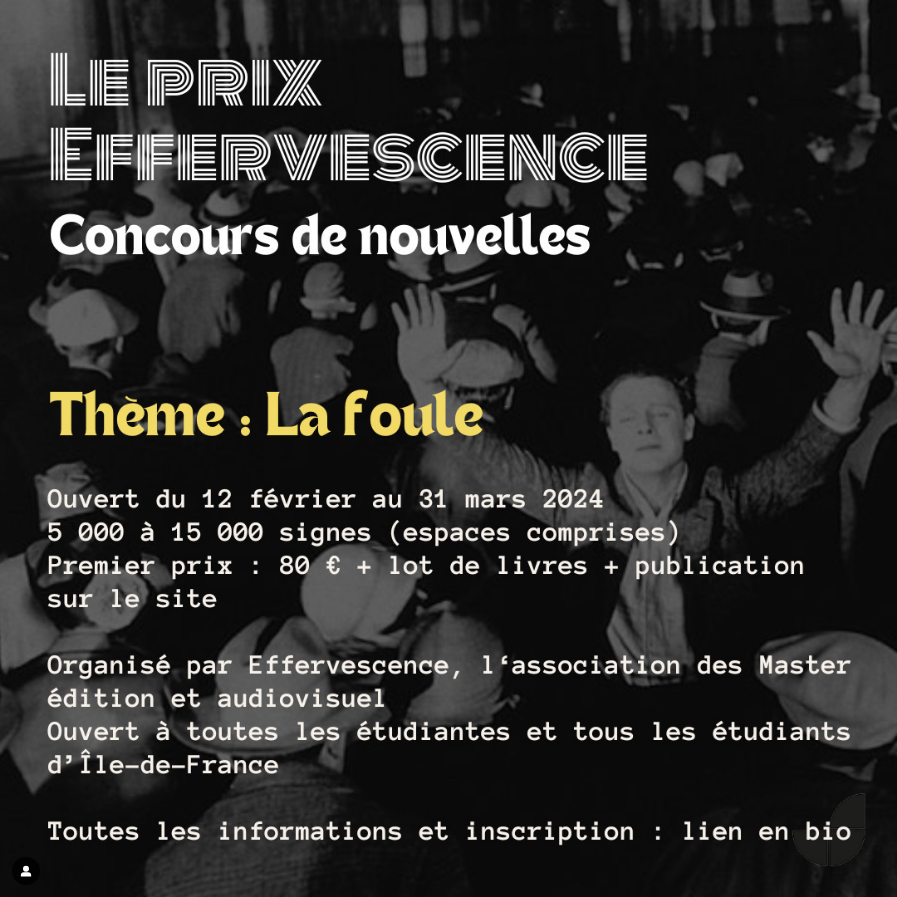 Le prix
Effervescence
Concours de nouvelles
Thème : La foule
Ouvert du 12 février au 31 mars 2024
5 000 à 15 000 signes (espaces comprises)
Premier prix : 80 € + lot de livres + publication
sur le site
Organisé par Effervescence, l‘association des Master
édition et audiovisuel
Ouvert à toutes les étudiantes et tous les étudiants
d’Île-de-France
Toutes les informations et inscription : lien en bio